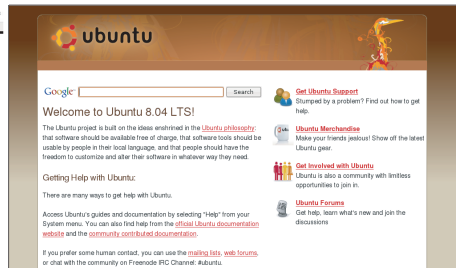 ubuntu
Google
Search
Welcome to Ubuntu 8.04 LTS!
The Ubuntu project is built on the ideas enshrined in the Ubuntu philosophy:
that software should be available free of charge, that software tools should be
usable by people in their local language, and that people should have the
freedom to customize and alter their software in whatever way they need.
Getting Help with Ubuntu:
There are many ways to get help with Ubuntu.
Access Ubuntu's guides and documentation by selecting "Help" from your
System menu. You can also find help from the official Ubuntu documentation
website and the community contributed documentation.
If you prefer some human contact, you can use the mailing lists, web forums,
or chat with the community on Freenode IRC Channel: #ubuntu.
Get Ubuntu Support
Stumped by a problem? Find out how to get
help.
Ubuntu Merchandise
Make your friends jealous! Show off the latest
Ubuntu gear.
Get Involved with Ubuntu
Ubuntu is also a community with limitless
opportunities to join in.
Ubuntu Forums
Get help, learn what's new and join the
discussions